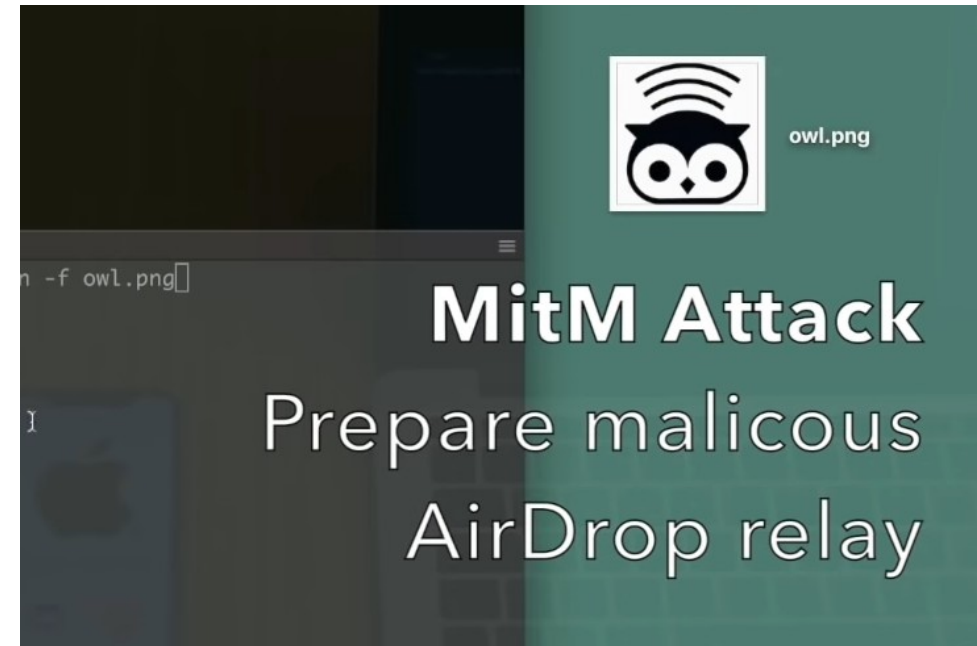 owl.png
n -f owl.png
MitM Attack
Prepare malicous
AirDrop relay